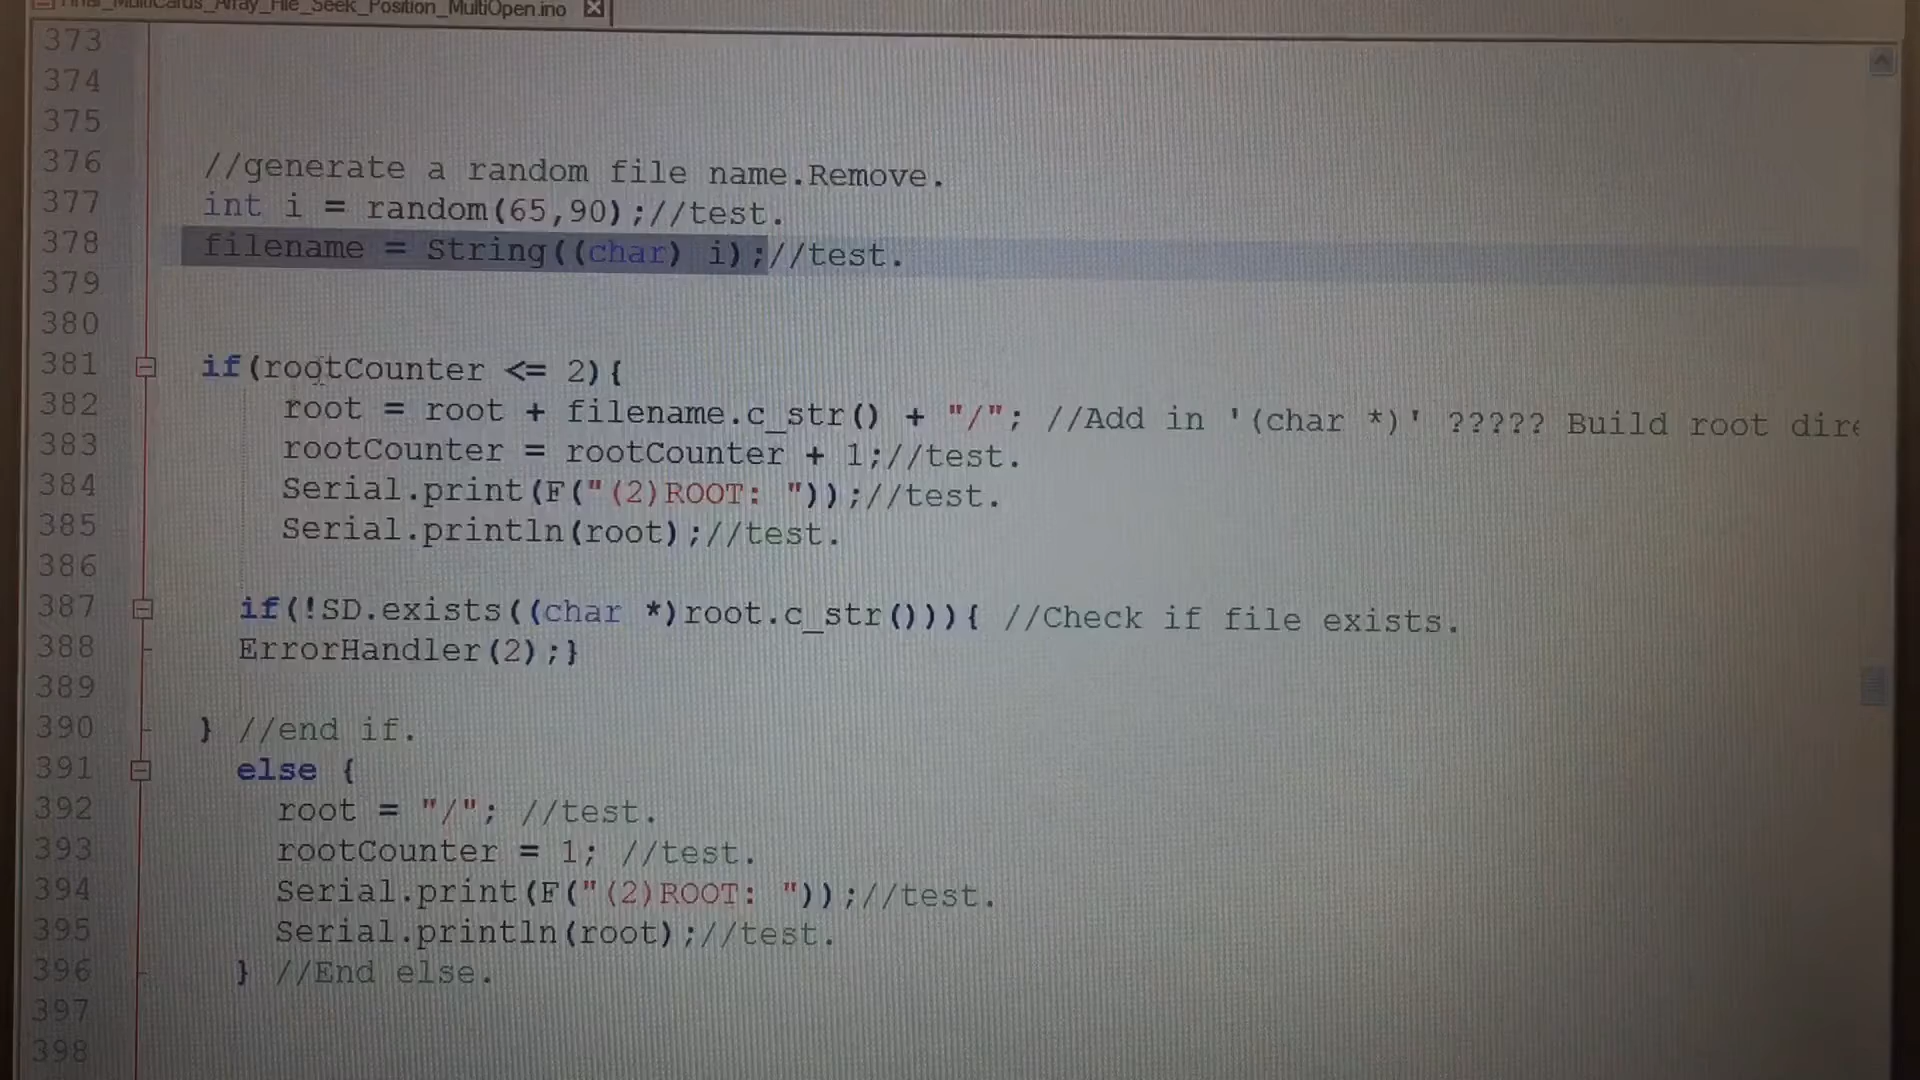 Final_MultiCards_Array_File_Seek_Position_MultiOpen.ino
373
374
375
376 //generate a random file name.Remove.
377 int i = random(65,90);//test.
378 filename = String((char) i);//test.
379
380
381 if(rootCounter <= 2){
382 root = root + filename.c_str() + "/"; //Add in '(char *)' ????? Build root dire
383 rootCounter = rootCounter + 1;//test.
384 Serial.print(F("(2)ROOT: "));//test.
385 Serial.println(root);//test.
386
387 if(!SD.exists((char *)root.c_str())){ //Check if file exists.
388 ErrorHandler(2);}
389
390 } //end if.
391 else {
392 root = "/"; //test.
393 rootCounter = 1; //test.
394 Serial.print(F("(2)ROOT: "));//test.
395 Serial.println(root);//test.
396 } //End else.
397
398